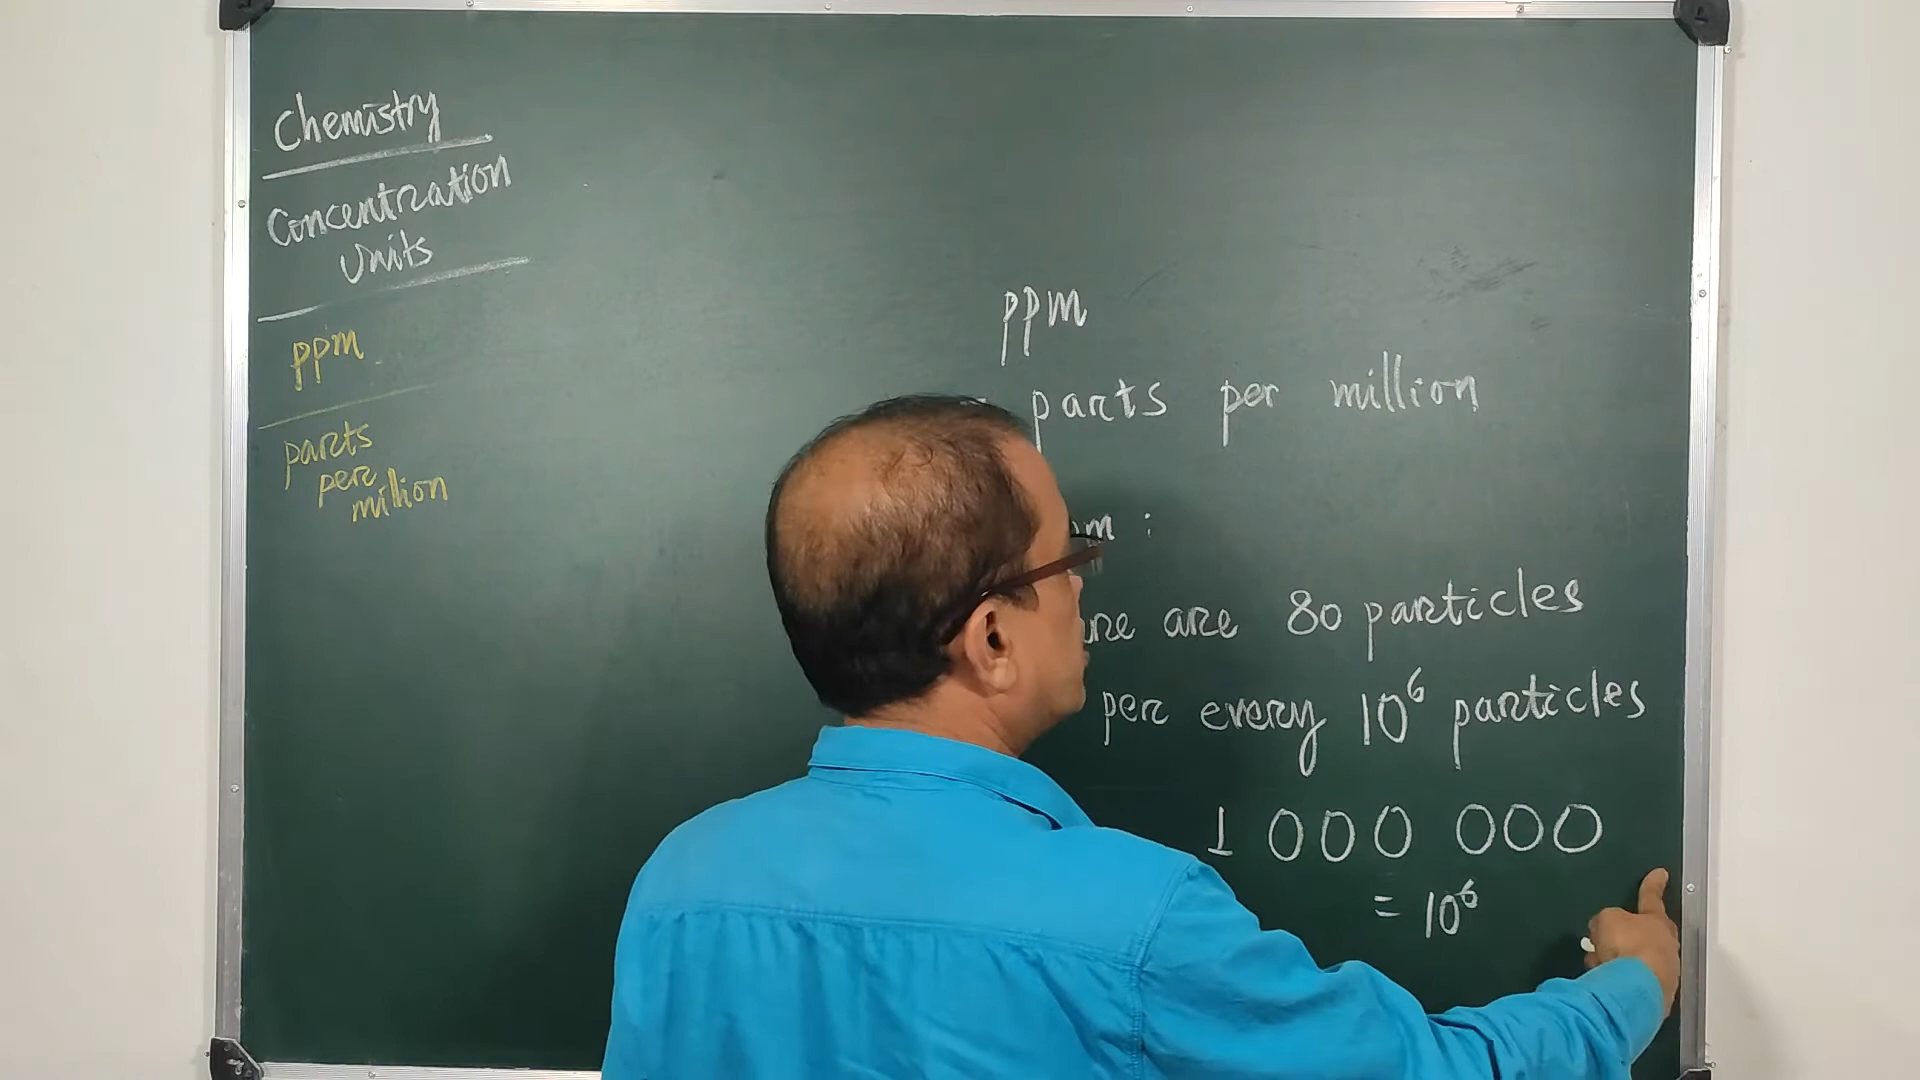 Chemistry
Concentration
Units
ppm
parts
per
million
ppm
parts per million
m :
are 80 particles
per every 10⁶ particles
1 000 000
= 10⁶